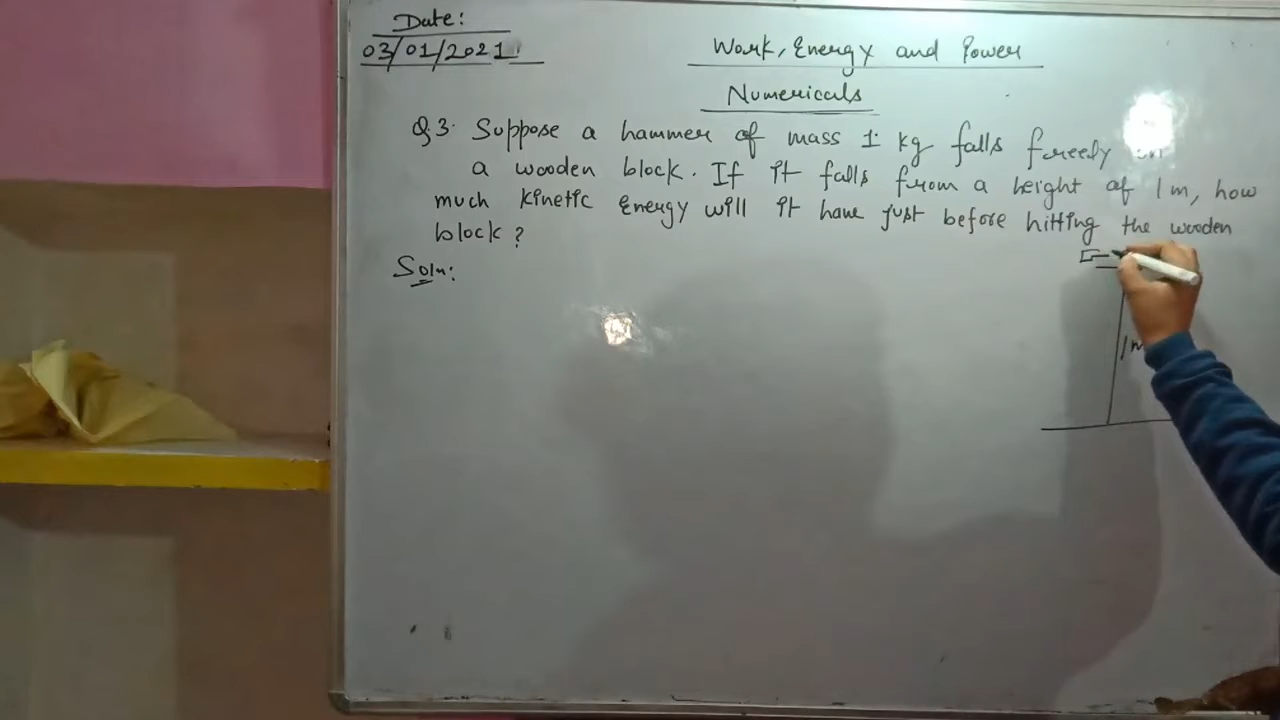 Date:
03/01/2021
Work, Energy and Power
Numericals
Q.3. Suppose a hammer of mass 1 kg falls freely on
a wooden block. If it falls from a height of 1m, how
much kinetic Energy will it have just before hitting the wooden
block?
Soln:
1m